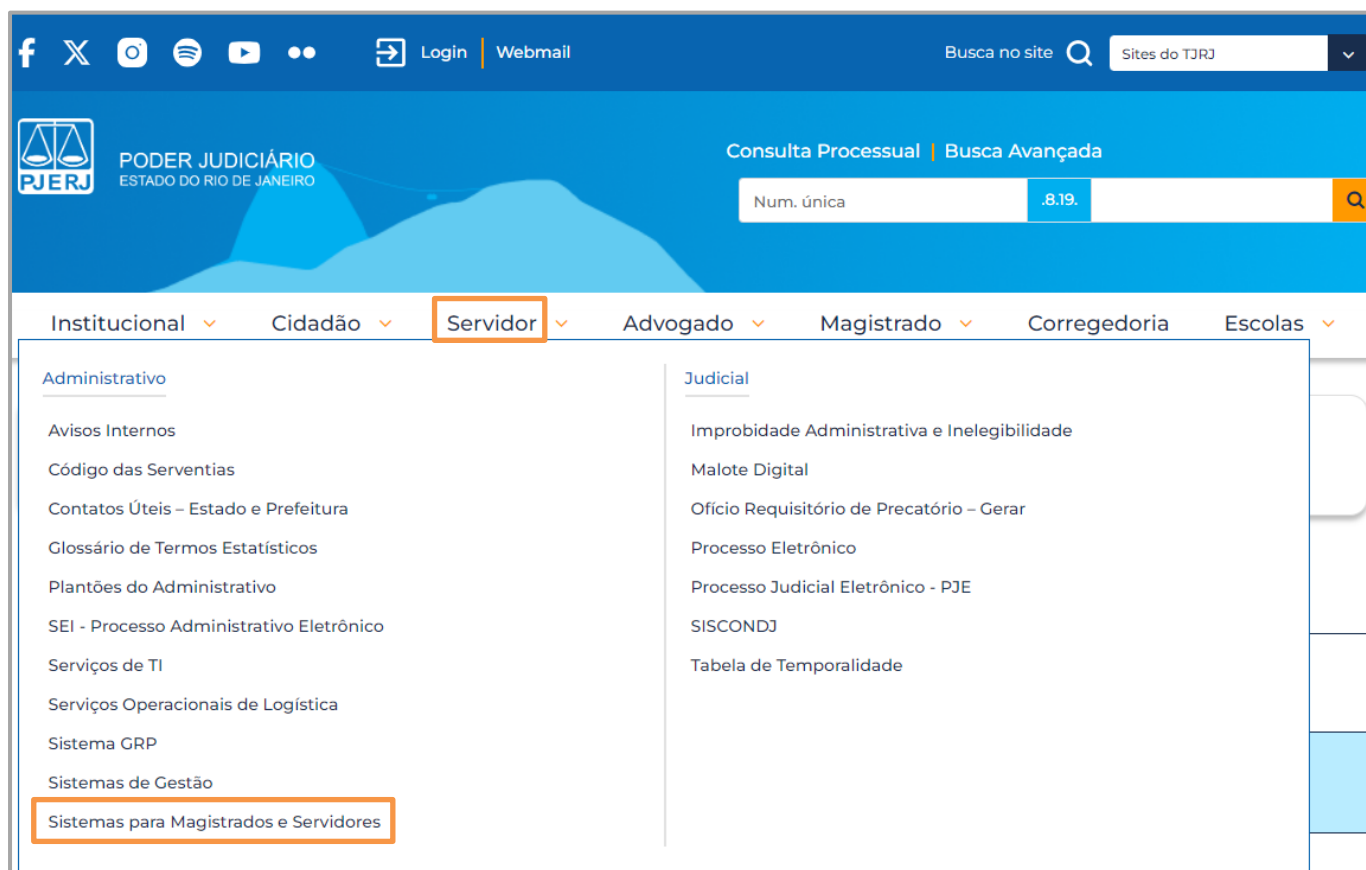 Login | Webmail
Busca no site
Sites do TJRJ
PJERJ
PODER JUDICIÁRIO
ESTADO DO RIO DE JANEIRO
Consulta Processual | Busca Avançada
Num. única
.8.19.
Institucional
Cidadão
Servidor
Advogado
Magistrado
Corregedoria
Escolas
Administrativo
Avisos Internos
Código das Serventias
Contatos Úteis – Estado e Prefeitura
Glossário de Termos Estatísticos
Plantões do Administrativo
SEI - Processo Administrativo Eletrônico
Serviços de TI
Serviços Operacionais de Logística
Sistema GRP
Sistemas de Gestão
Sistemas para Magistrados e Servidores
Judicial
Improbidade Administrativa e Inelegibilidade
Malote Digital
Ofício Requisitório de Precatório – Gerar
Processo Eletrônico
Processo Judicial Eletrônico - PJE
SISCONDJ
Tabela de Temporalidade